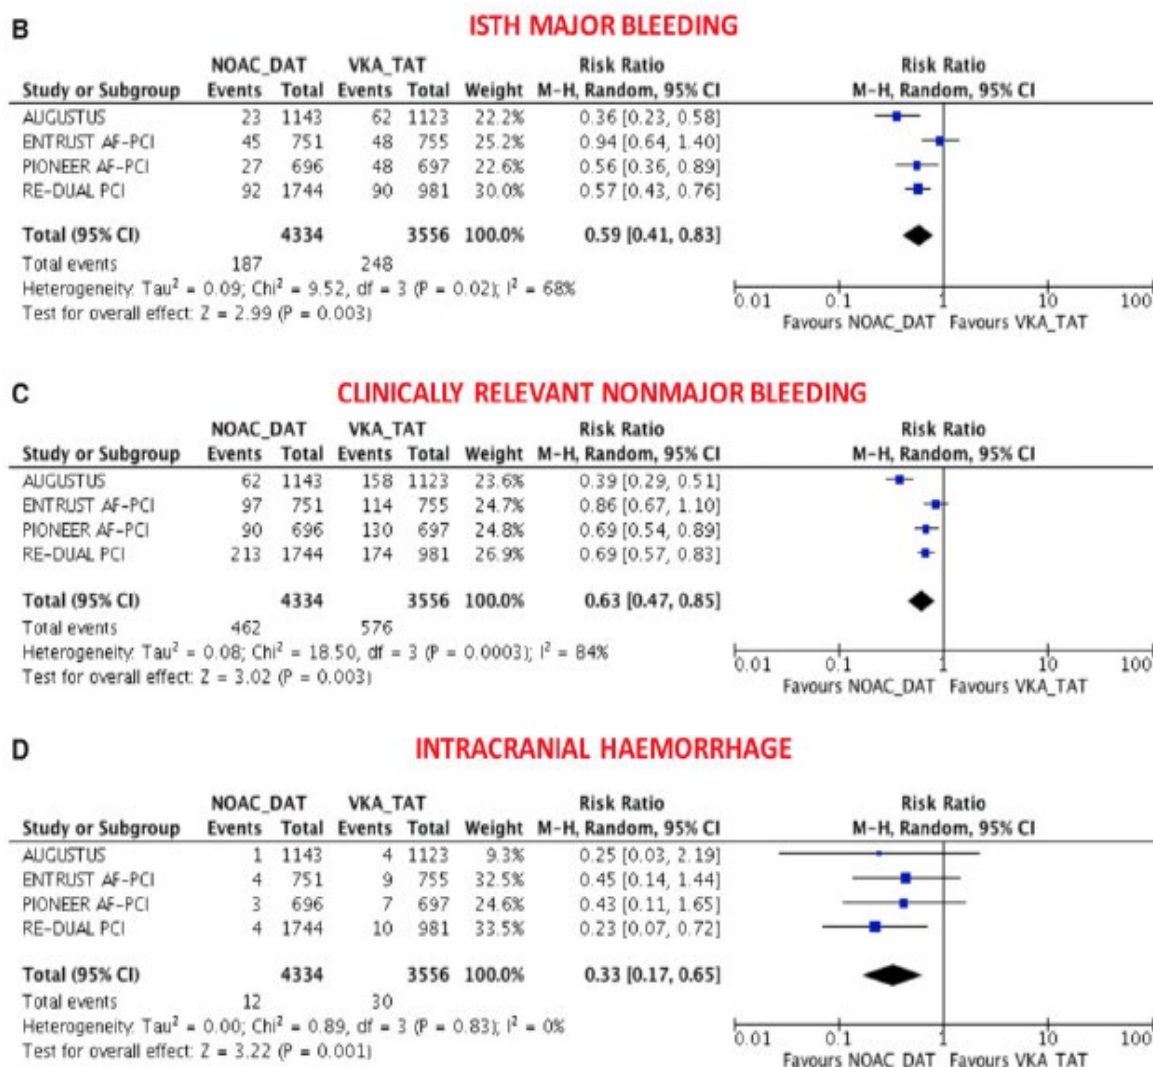 B
ISTH MAJOR BLEEDING
NOAC_DAT VKA_TAT Risk Ratio Risk Ratio
Study or Subgroup Events Total Events Total Weight M-H, Random, 95% CI M-H, Random, 95% CI
AUGUSTUS 23 1143 62 1123 22.2% 0.36 [0.23, 0.58]
ENTRUST AF-PCI 45 751 48 755 25.2% 0.94 [0.64, 1.40]
PIONEER AF-PCI 27 696 48 697 22.6% 0.56 [0.36, 0.89]
RE-DUAL PCI 92 1744 90 981 30.0% 0.57 [0.43, 0.76]
Total (95% CI) 4334 3556 100.0% 0.59 [0.41, 0.83]
Total events 187 248
Heterogeneity: Tau² = 0.09; Chi² = 9.52, df = 3 (P = 0.02); I² = 68%
Test for overall effect: Z = 2.99 (P = 0.003)
0.01 0.1 1 10 100
Favours NOAC_DAT Favours VKA_TAT
C
CLINICALLY RELEVANT NONMAJOR BLEEDING
NOAC_DAT VKA_TAT Risk Ratio Risk Ratio
Study or Subgroup Events Total Events Total Weight M-H, Random, 95% CI M-H, Random, 95% CI
AUGUSTUS 62 1143 158 1123 23.6% 0.39 [0.29, 0.51]
ENTRUST AF-PCI 97 751 114 755 24.7% 0.86 [0.67, 1.10]
PIONEER AF-PCI 90 696 130 697 24.8% 0.69 [0.54, 0.89]
RE-DUAL PCI 213 1744 174 981 26.9% 0.69 [0.57, 0.83]
Total (95% CI) 4334 3556 100.0% 0.63 [0.47, 0.85]
Total events 462 576
Heterogeneity: Tau² = 0.08; Chi² = 18.50, df = 3 (P = 0.0003); I² = 84%
Test for overall effect: Z = 3.02 (P = 0.003)
0.01 0.1 1 10 100
Favours NOAC_DAT Favours VKA_TAT
D
INTRACRANIAL HAEMORRHAGE
NOAC_DAT VKA_TAT Risk Ratio Risk Ratio
Study or Subgroup Events Total Events Total Weight M-H, Random, 95% CI M-H, Random, 95% CI
AUGUSTUS 1 1143 4 1123 9.3% 0.25 [0.03, 2.19]
ENTRUST AF-PCI 4 751 9 755 32.5% 0.45 [0.14, 1.44]
PIONEER AF-PCI 3 696 7 697 24.6% 0.43 [0.11, 1.65]
RE-DUAL PCI 4 1744 10 981 33.5% 0.23 [0.07, 0.72]
Total (95% CI) 4334 3556 100.0% 0.33 [0.17, 0.65]
Total events 12 30
Heterogeneity: Tau² = 0.00; Chi² = 0.89, df = 3 (P = 0.83); I² = 0%
Test for overall effect: Z = 3.22 (P = 0.001)
0.01 0.1 1 10 100
Favours NOAC_DAT Favours VKA_TAT